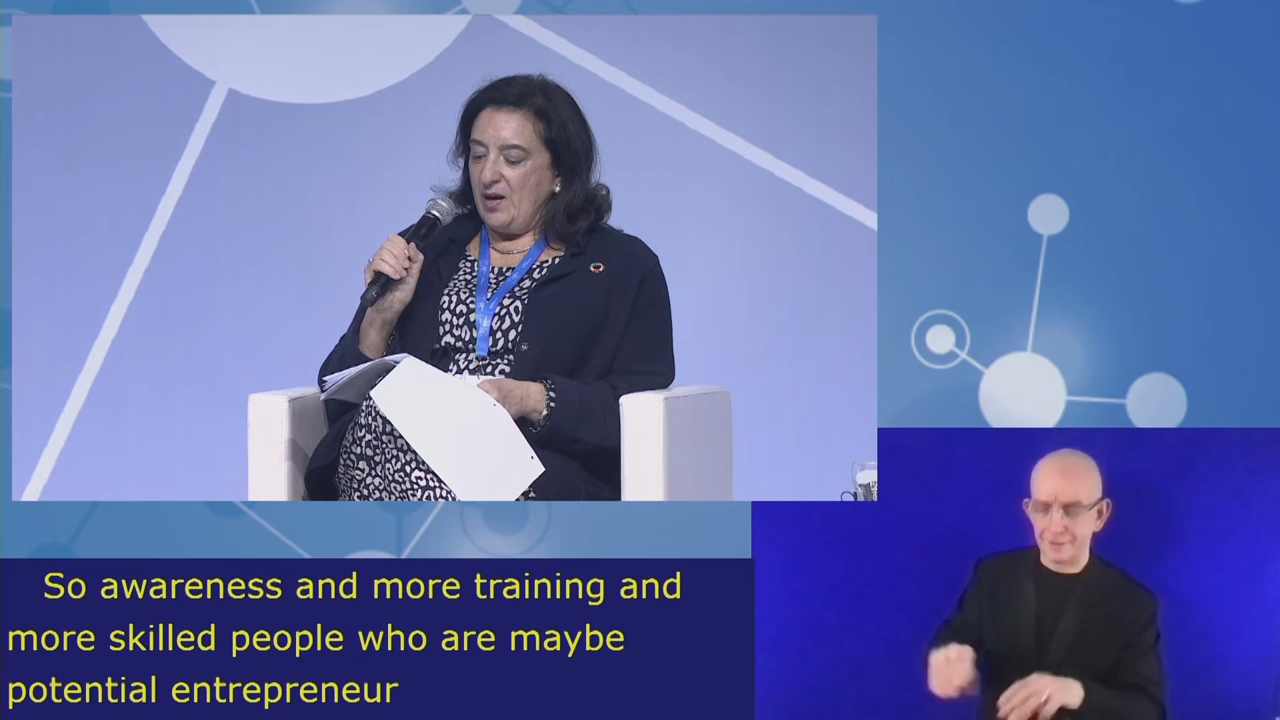 So awareness and more training and
more skilled people who are maybe
potential entrepreneur